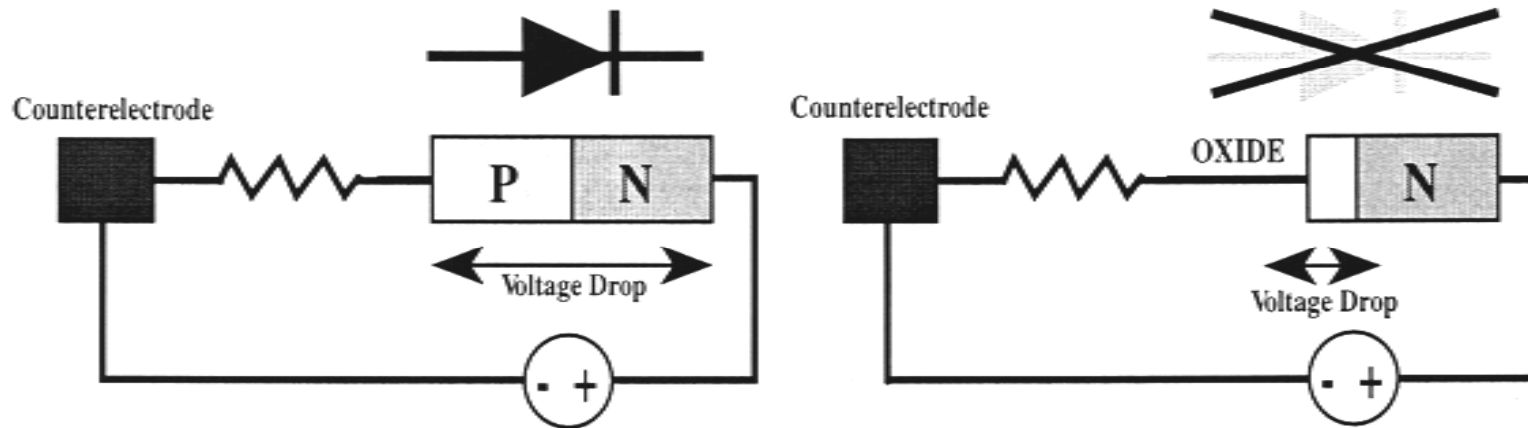 Counterelectrode
P N
Voltage Drop
- +
Counterelectrode
OXIDE
N
Voltage Drop
- +